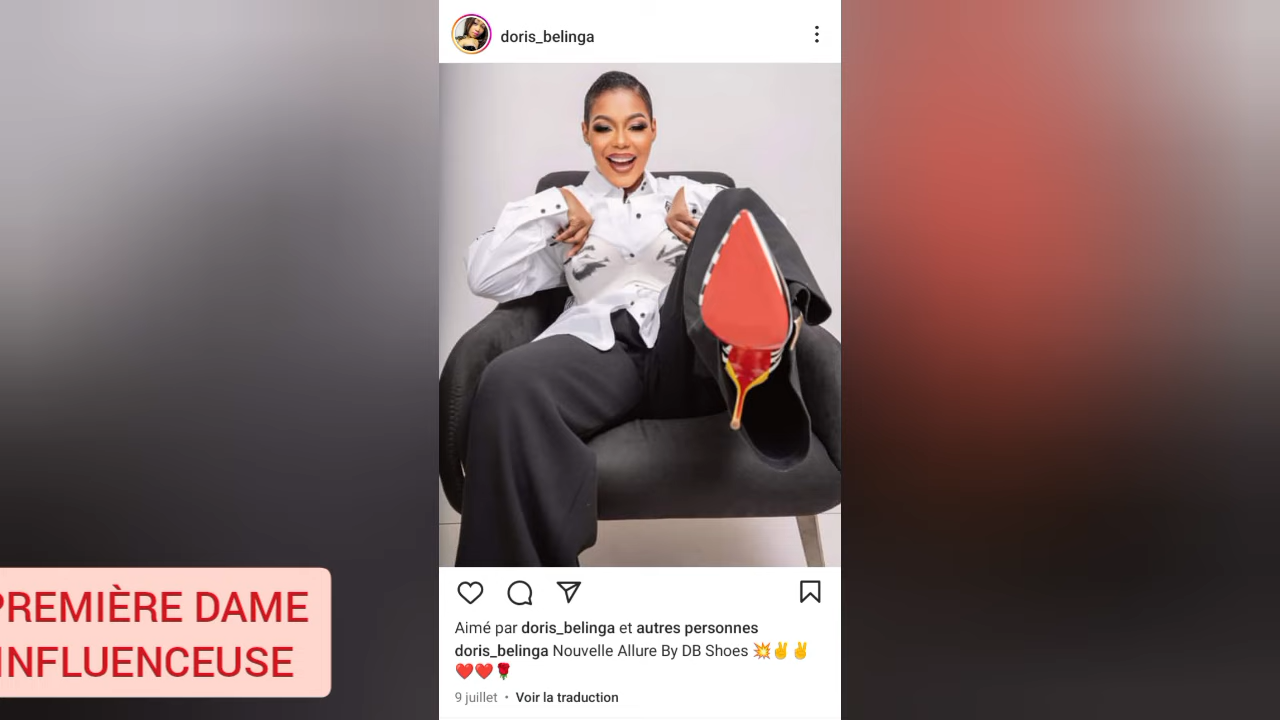 doris_belinga
PREMIÈRE DAME
INFLUENCEUSE
Aimé par doris_belinga et autres personnes
doris_belinga Nouvelle Allure By DB Shoes 💥✌️✌️
❤️❤️🌹
9 juillet • Voir la traduction